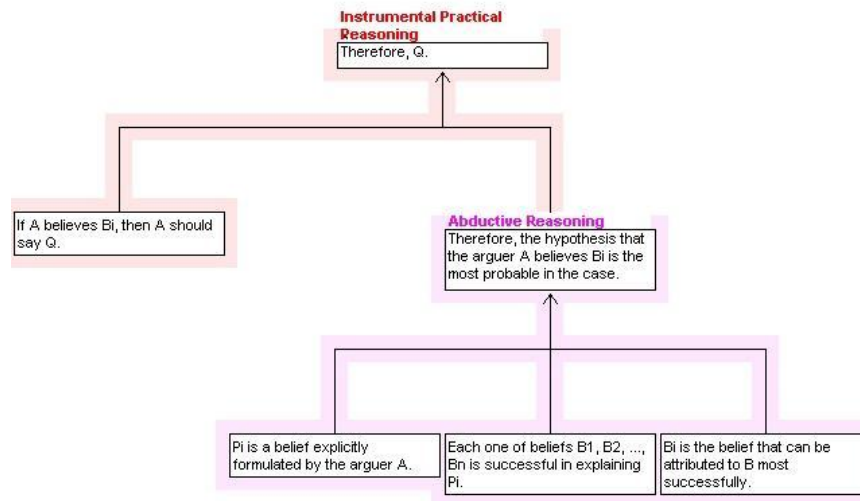 Instrumental Practical
Reasoning
Therefore, Q.
If A believes Bi, then A should
say Q.
Abductive Reasoning
Therefore, the hypothesis that
the arguer A believes Bi is the
most probable in the case.
Pi is a belief explicitly
formulated by the arguer A.
Each one of beliefs B1, B2, ...,
Bn is successful in explaining
Pi.
Bi is the belief that can be
attributed to B most
successfully.